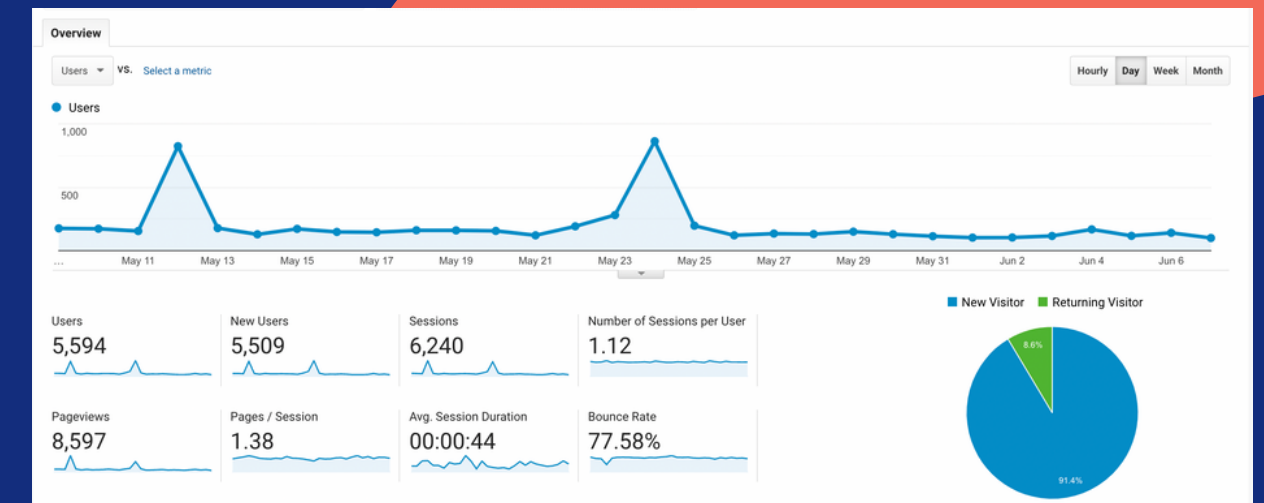 Overview
Users VS. Select a metric
Hourly Day Week Month
Users
1,000
500
... May 11 May 13 May 15 May 17 May 19 May 21 May 23 May 25 May 27 May 29 May 31 Jun 2 Jun 4 Jun 6
New Visitor Returning Visitor
Users New Users Sessions Number of Sessions per User
5,594 5,509 6,240 1.12
8.6%
Pageviews Pages / Session Avg. Session Duration Bounce Rate
8,597 1.38 00:00:44 77.58%
91.4%